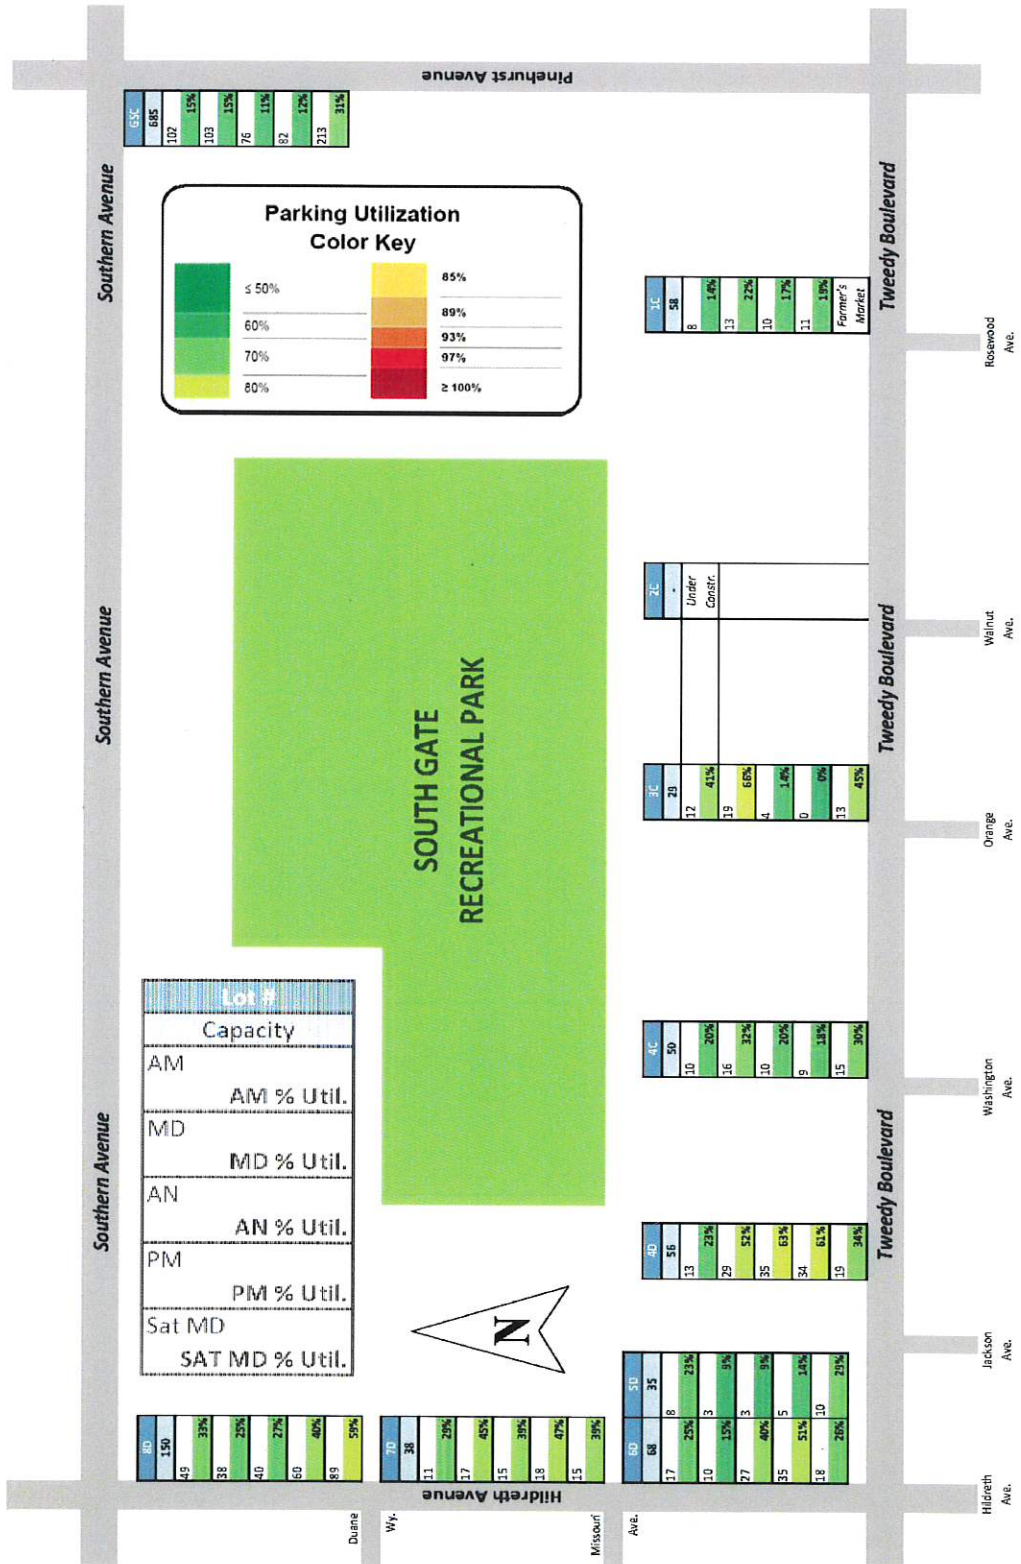 Southern Avenue
Southern Avenue
Southern Avenue
Pinehurst Avenue
GSC
685
102
15%
103
15%
76
11%
82
12%
213
31%
Parking Utilization
Color Key
≤ 50%
60%
70%
80%
85%
89%
93%
97%
≥ 100%
Lot #
Capacity
AM
AM % Util.
MD
MD % Util.
AN
AN % Util.
PM
PM % Util.
Sat MD
SAT MD % Util.
SOUTH GATE
RECREATIONAL PARK
N
8D
150
49
33%
38
25%
40
27%
60
40%
89
59%
7D
38
11
29%
17
45%
15
39%
18
47%
15
39%
6D
68
17
25%
10
15%
27
40%
35
51%
18
26%
5D
35
8
23%
3
9%
3
9%
5
14%
10
29%
4D
56
13
23%
29
52%
35
63%
34
61%
19
34%
4C
50
10
20%
16
32%
10
20%
9
18%
15
30%
3C
29
12
41%
19
66%
4
14%
0
0%
13
45%
2C
-
Under
Constr.
1C
58
8
14%
13
22%
10
17%
11
19%
Farmer's
Market
Hildreth Avenue
Duane
Wy.
Missouri
Ave.
Tweedy Boulevard
Tweedy Boulevard
Tweedy Boulevard
Hildreth
Ave.
Jackson
Ave.
Washington
Ave.
Orange
Ave.
Walnut
Ave.
Rosewood
Ave.